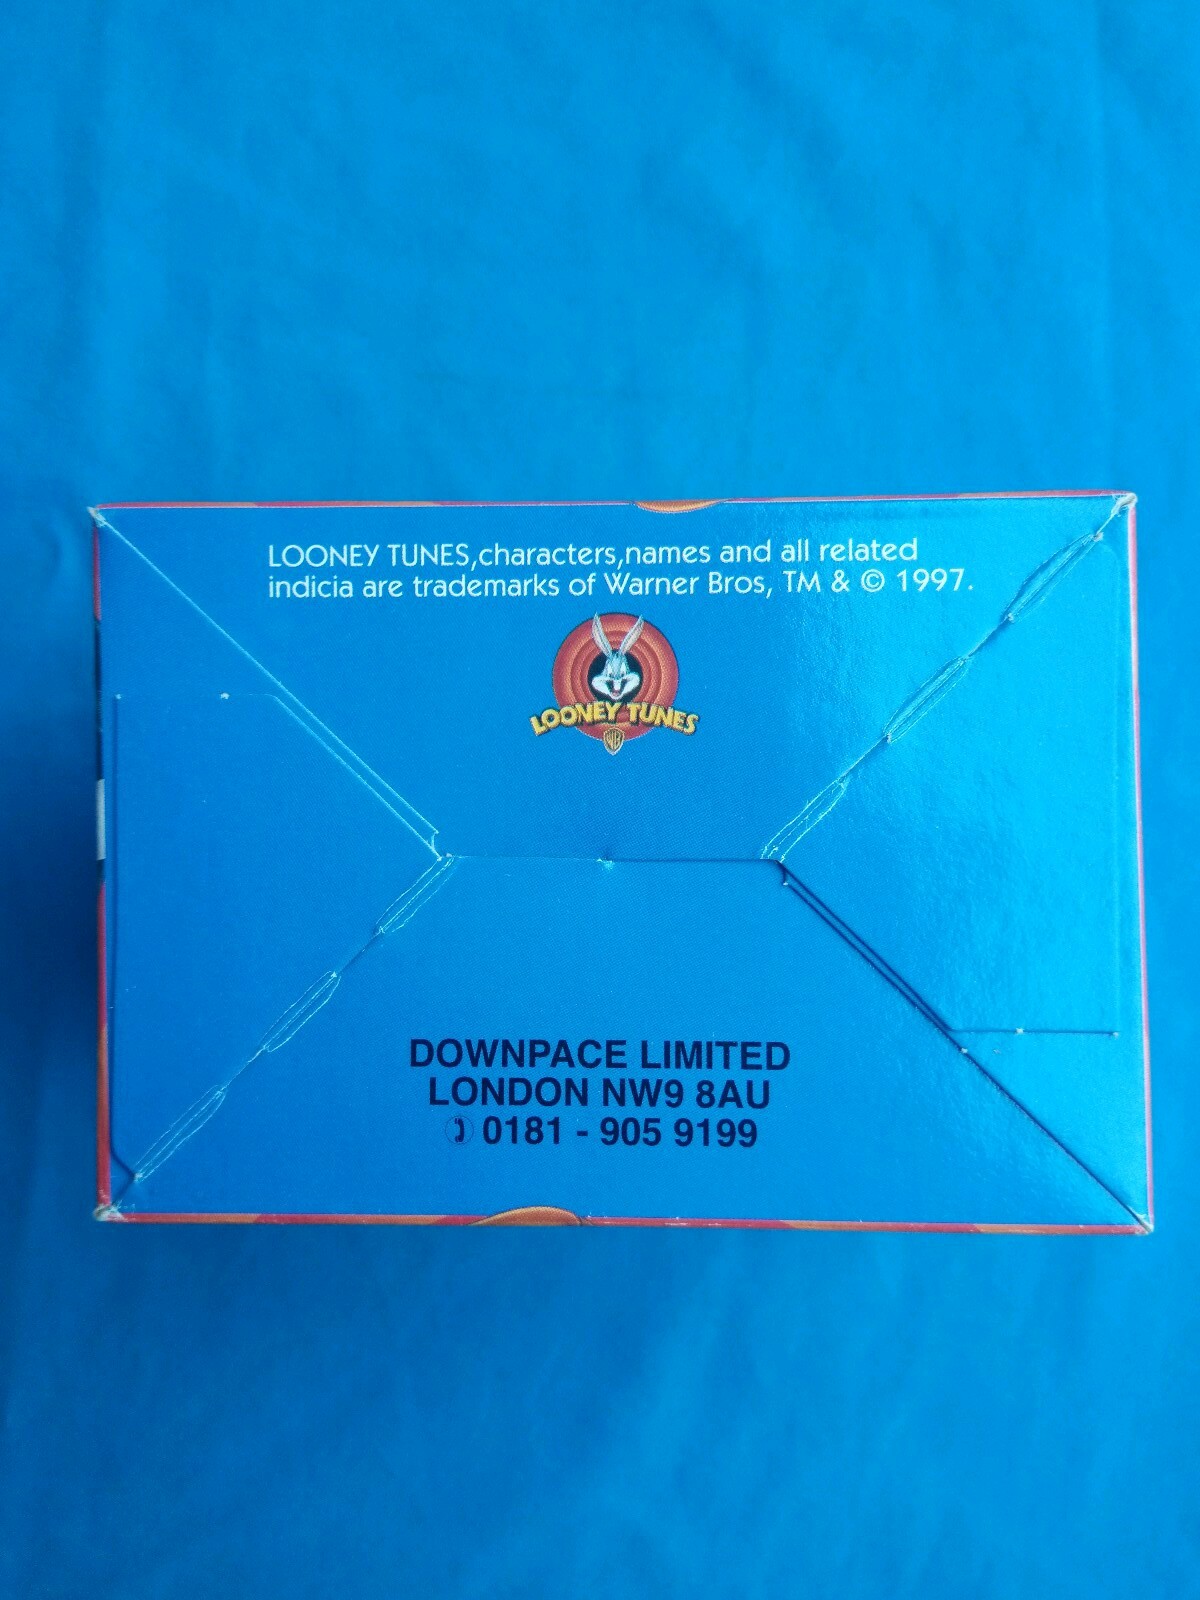 LOONEY TUNES,characters,names and all related
indicia are trademarks of Warner Bros, TM & © 1997.
LOONEY TUNES
WB
DOWNPACE LIMITED
LONDON NW9 8AU
0181 - 905 9199